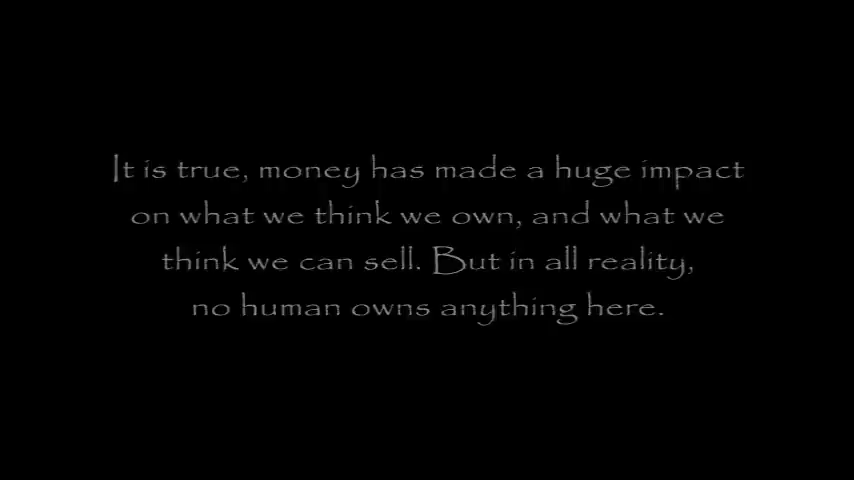 It is true, money has made a huge impact
on what we think we own, and what we
think we can sell. But in all reality,
no human owns anything here.